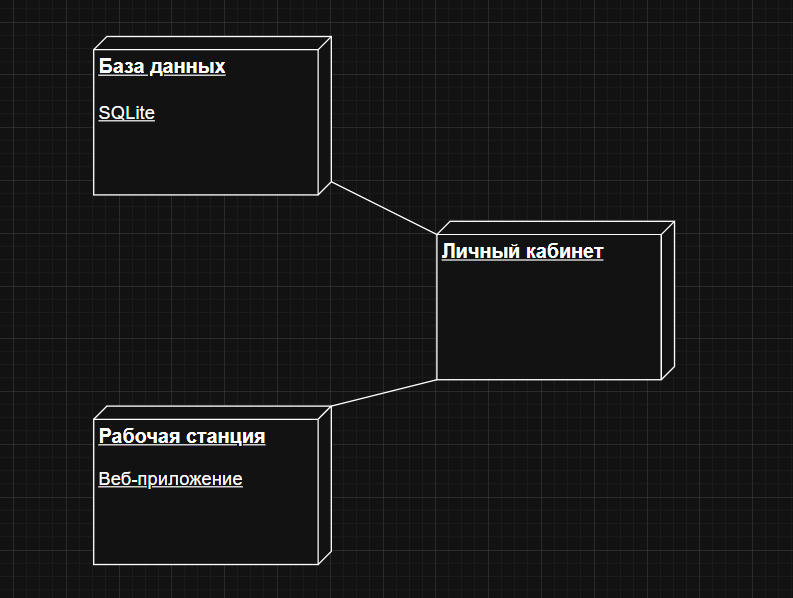 База данных
SQLite
Личный кабинет
Рабочая станция
Веб-приложение